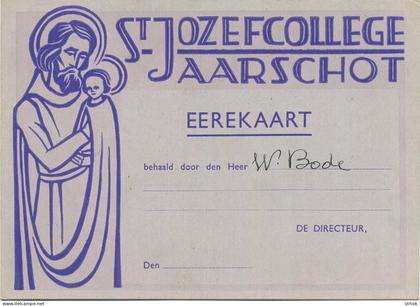 ST JOZEFCOLLEGE
AARSCHOT
EEREKAART
behaald door den Heer W. Bode
DE DIRECTEUR,
Den